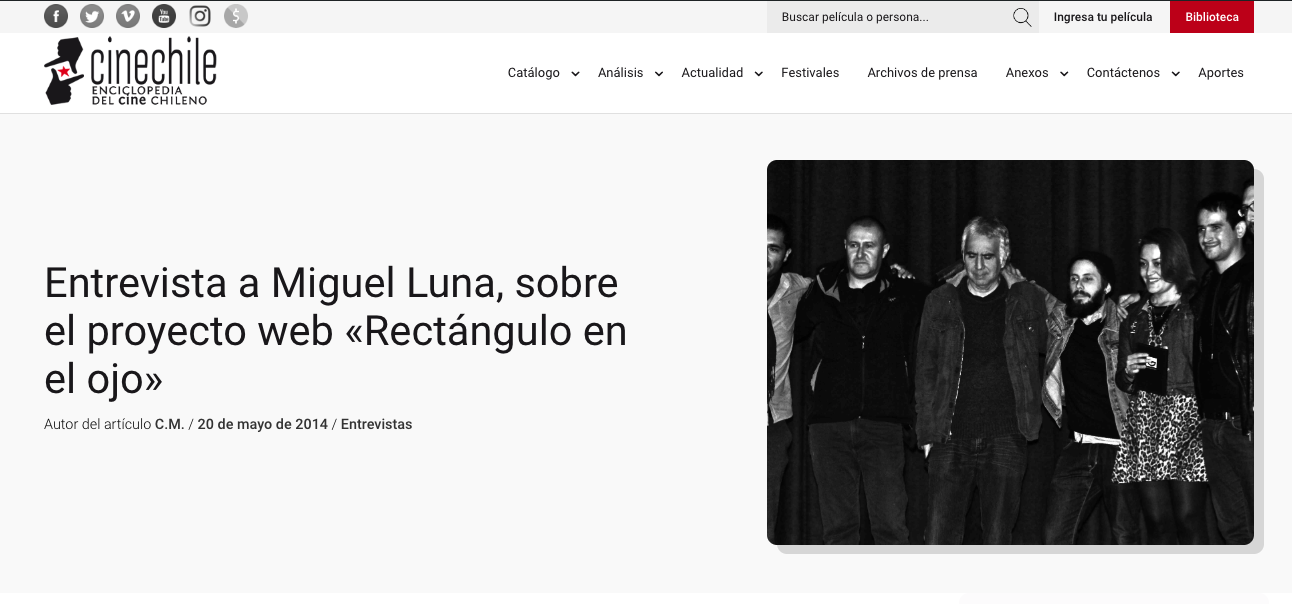 Buscar película o persona...
Ingresa tu película
Biblioteca
cinechile
ENCICLOPEDIA
DEL cine CHILENO
Catálogo
Análisis
Actualidad
Festivales
Archivos de prensa
Anexos
Contáctenos
Aportes
Entrevista a Miguel Luna, sobre
el proyecto web «Rectángulo en
el ojo»
Autor del artículo C.M. / 20 de mayo de 2014 / Entrevistas